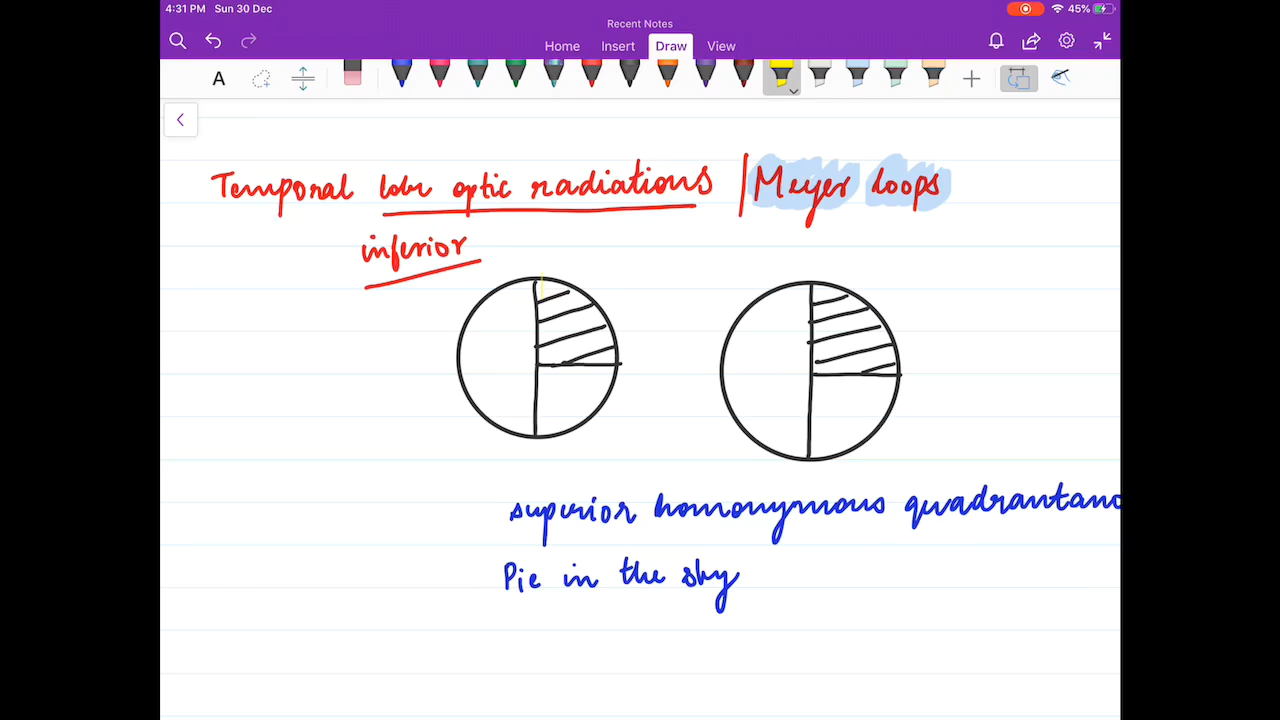 4:31 PM Sun 30 Dec
45%
Recent Notes
Home Insert Draw View
A
Temporal lobe optic radiations | Meyer loops
inferior
superior homonymous quadrantano
Pie in the sky